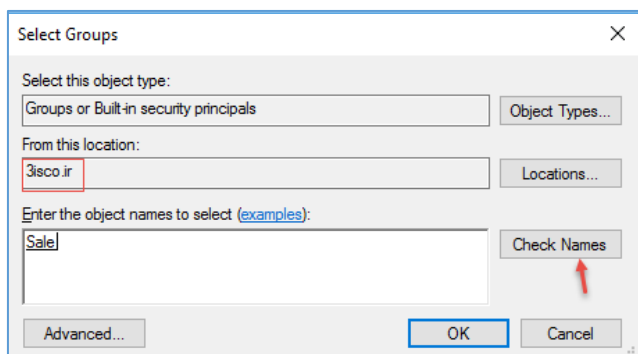 Select Groups
Select this object type:
Groups or Built-in security principals
Object Types...
From this location:
3isco.ir
Locations...
Enter the object names to select (examples):
Sale
Check Names
Advanced...
OK
Cancel